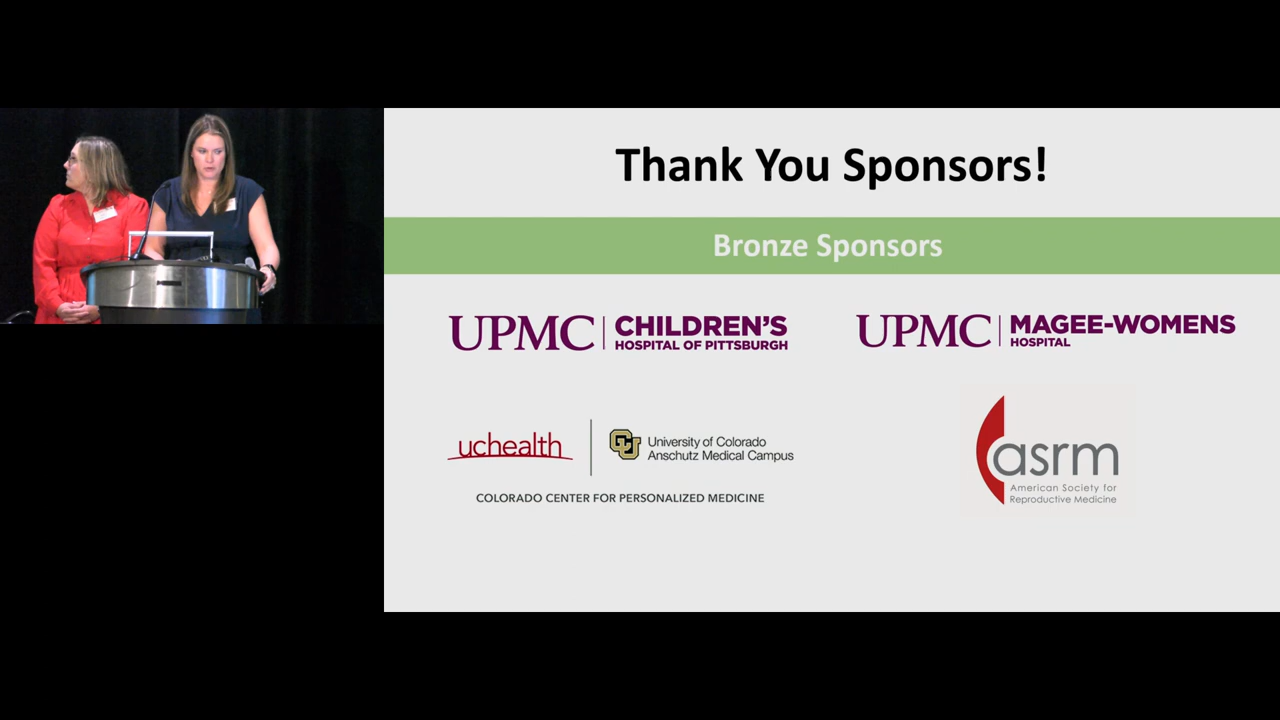 Thank You Sponsors!
Bronze Sponsors
UPMC CHILDREN'S
HOSPITAL OF PITTSBURGH
UPMC MAGEE-WOMENS
HOSPITAL
uchealth
CU
University of Colorado
Anschutz Medical Campus
COLORADO CENTER FOR PERSONALIZED MEDICINE
asrm
American Society for
Reproductive Medicine